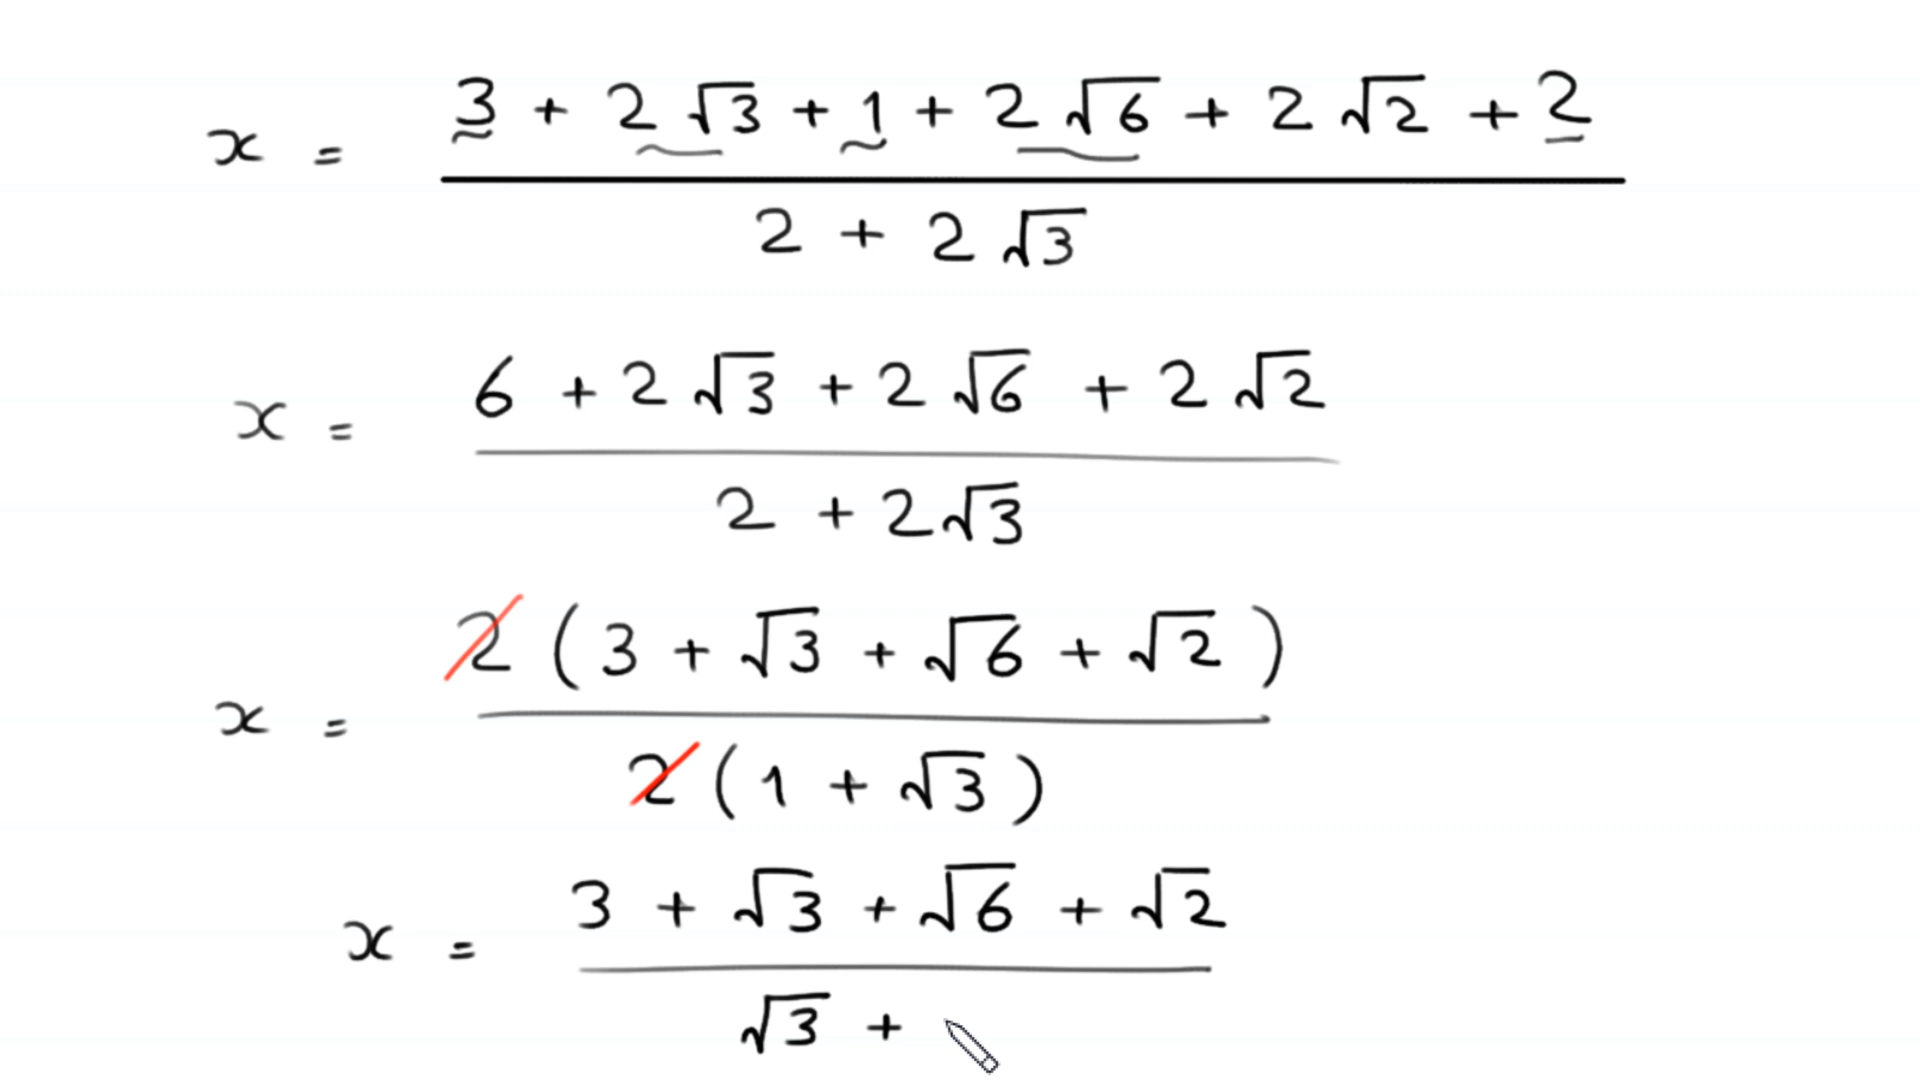 x = 3 + 2√3 + 1 + 2√6 + 2√2 + 2
2 + 2√3
x = 6 + 2√3 + 2√6 + 2√2
2 + 2√3
x = 2 (3 + √3 + √6 + √2)
2 (1 + √3)
x = 3 + √3 + √6 + √2
√3 +